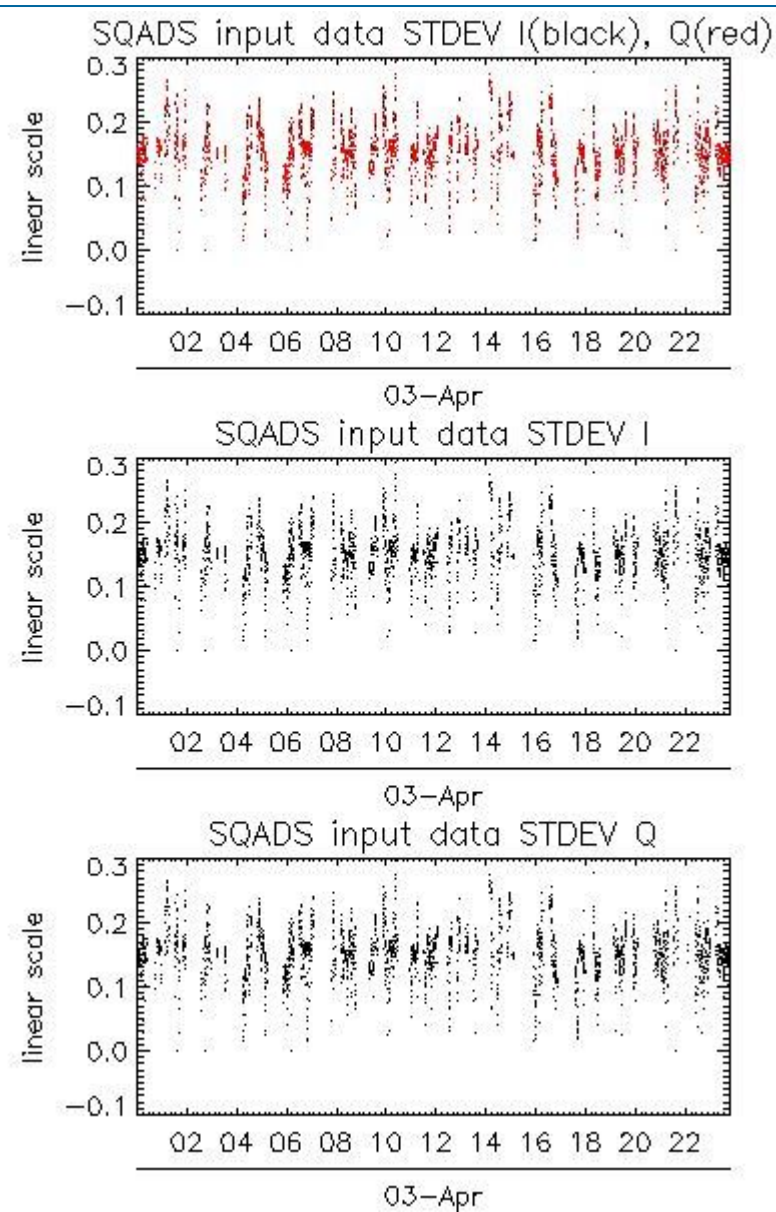 SQADS input data STDEV I(black), Q(red)
0.3
0.2
0.1
0.0
−0.1
linear scale
02 04 06 08 10 12 14 16 18 20 22
03−Apr
SQADS input data STDEV I
0.3
0.2
0.1
0.0
−0.1
linear scale
02 04 06 08 10 12 14 16 18 20 22
03−Apr
SQADS input data STDEV Q
0.3
0.2
0.1
0.0
−0.1
linear scale
02 04 06 08 10 12 14 16 18 20 22
03−Apr